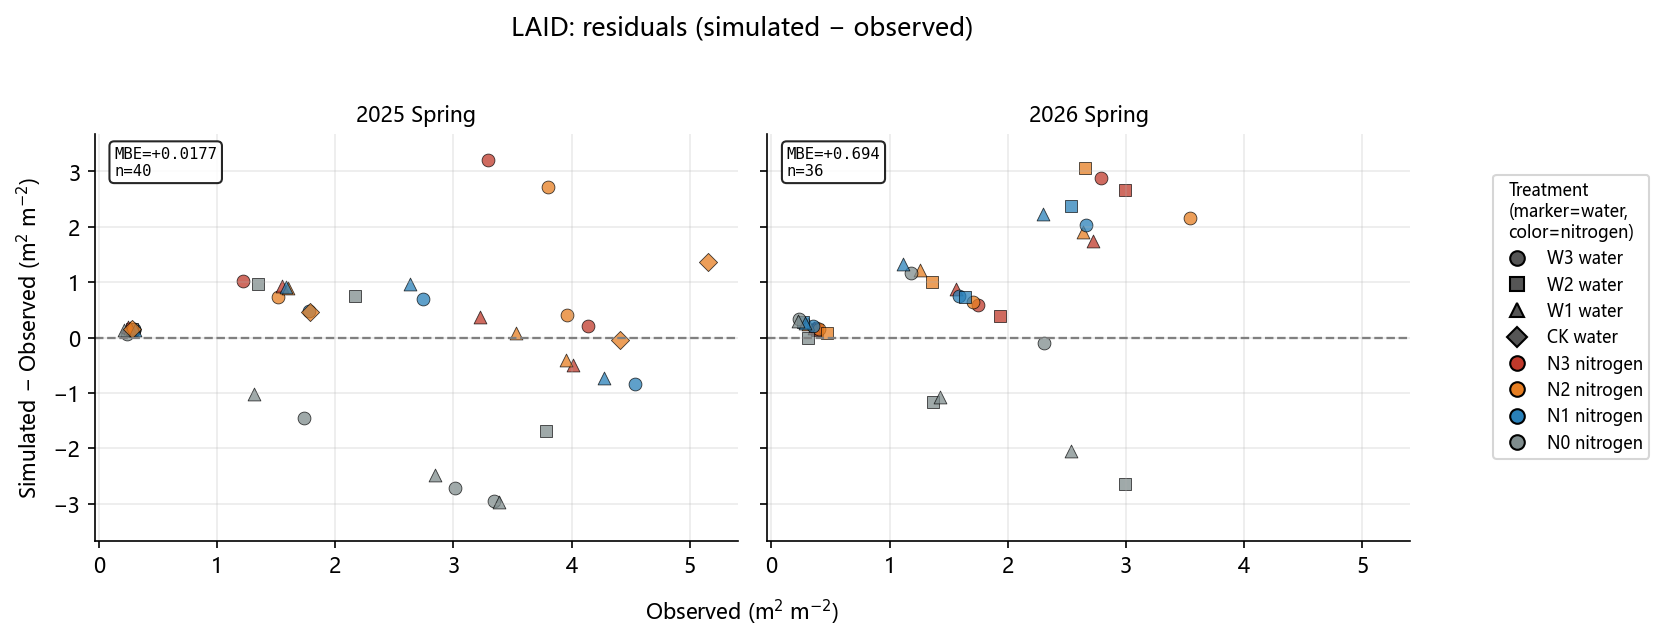 LAID: residuals (simulated − observed)
2025 Spring
MBE=+0.0177
n=40
3
2
1
0
−1
−2
−3
Simulated − Observed (m² m⁻²)
0 1 2 3 4 5
2026 Spring
MBE=+0.694
n=36
0 1 2 3 4 5
Observed (m² m⁻²)
Treatment
(marker=water,
color=nitrogen)
W3 water
W2 water
W1 water
CK water
N3 nitrogen
N2 nitrogen
N1 nitrogen
N0 nitrogen